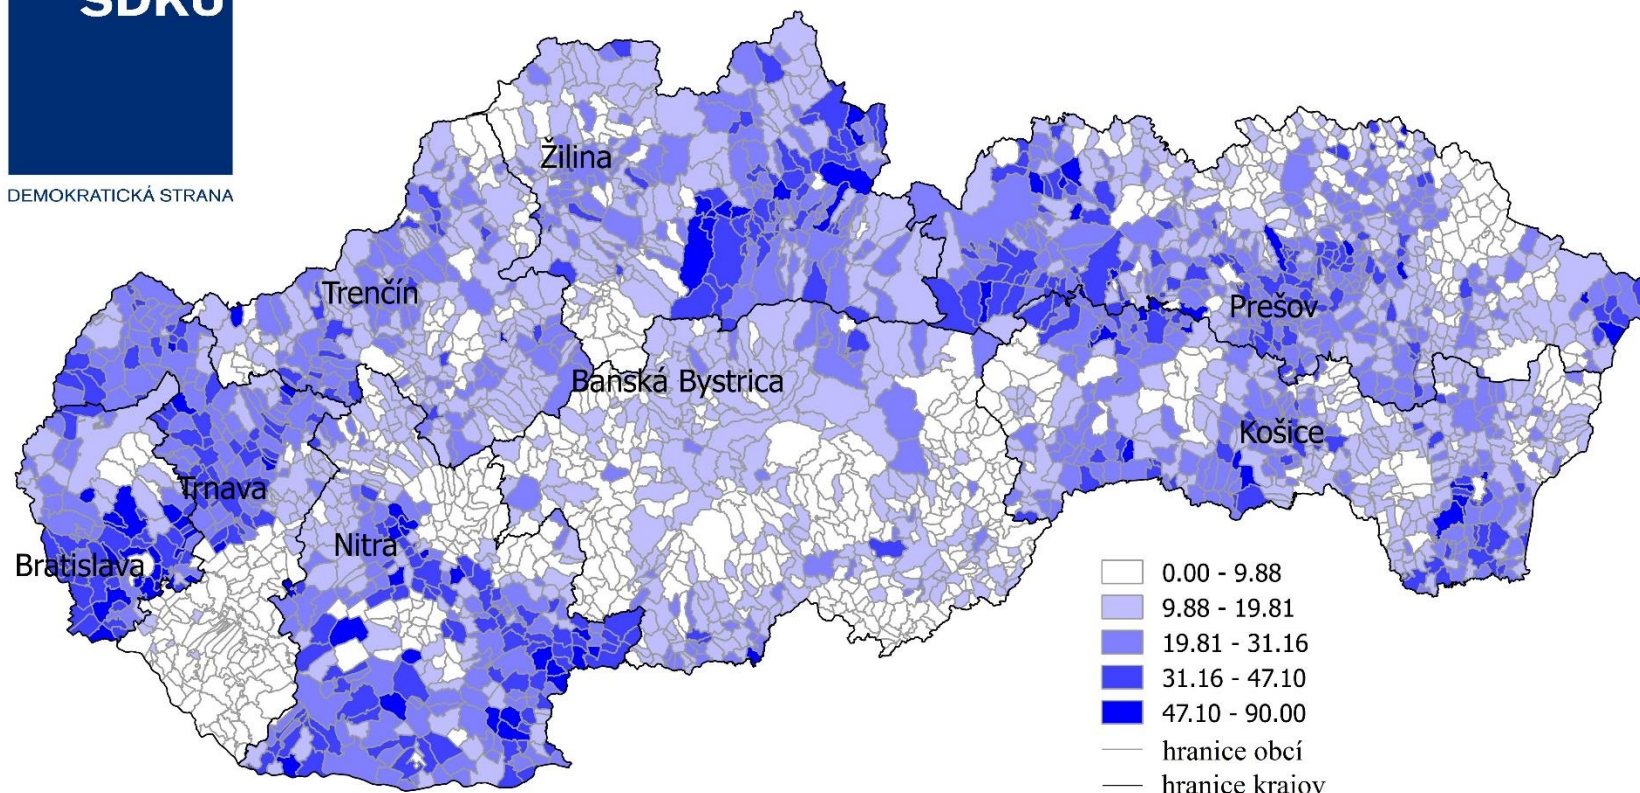 SDKÚ
DEMOKRATICKÁ STRANA
Žilina
Trenčín
Prešov
Banská Bystrica
Košice
Trnava
Nitra
Bratislava
0.00 - 9.88
9.88 - 19.81
19.81 - 31.16
31.16 - 47.10
47.10 - 90.00
hranice obcí
hranice krajov